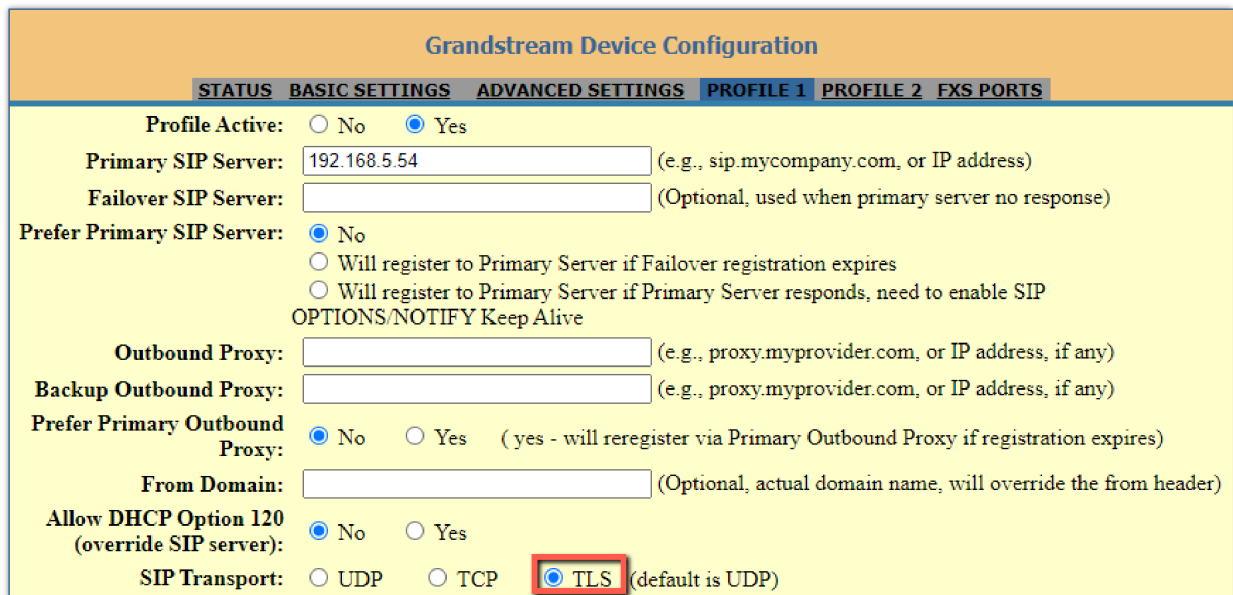 Grandstream Device Configuration
STATUS BASIC SETTINGS ADVANCED SETTINGS PROFILE 1 PROFILE 2 FXS PORTS
Profile Active: No Yes
Primary SIP Server: 192.168.5.54 (e.g., sip.mycompany.com, or IP address)
Failover SIP Server: (Optional, used when primary server no response)
Prefer Primary SIP Server: No
Will register to Primary Server if Failover registration expires
Will register to Primary Server if Primary Server responds, need to enable SIP
OPTIONS/NOTIFY Keep Alive
Outbound Proxy: (e.g., proxy.myprovider.com, or IP address, if any)
Backup Outbound Proxy: (e.g., proxy.myprovider.com, or IP address, if any)
Prefer Primary Outbound
Proxy: No Yes ( yes - will reregister via Primary Outbound Proxy if registration expires)
From Domain: (Optional, actual domain name, will override the from header)
Allow DHCP Option 120
(override SIP server): No Yes
SIP Transport: UDP TCP TLS (default is UDP)